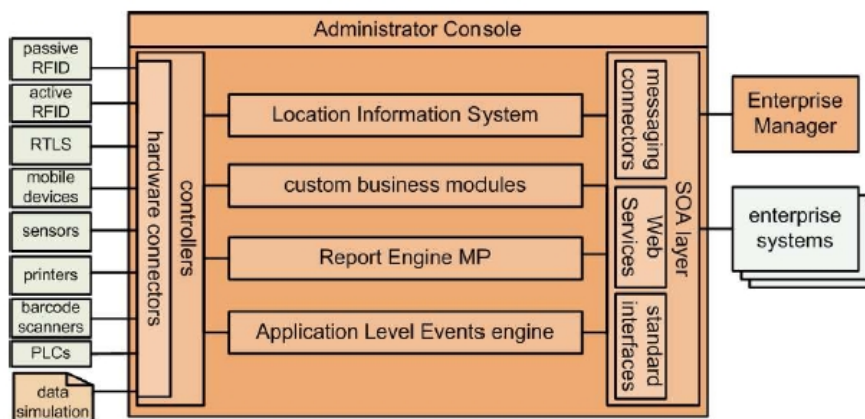 Administrator Console
passive
RFID
active
RFID
RTLS
mobile
devices
sensors
printers
barcode
scanners
PLCs
data
simulation
hardware connectors
controllers
Location Information System
custom business modules
Report Engine MP
Application Level Events engine
messaging
connectors
Web
Services
standard
interfaces
SOA layer
Enterprise
Manager
enterprise
systems